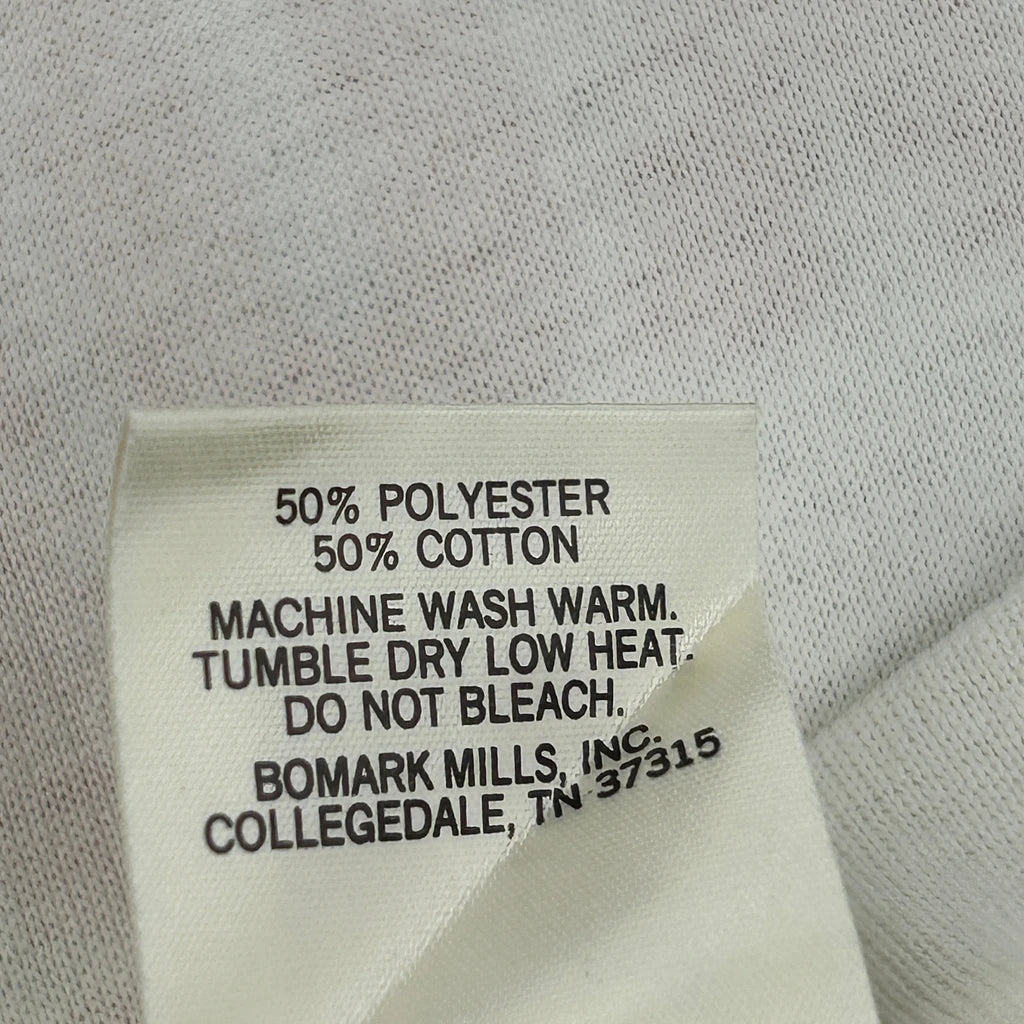 50% POLYESTER
50% COTTON
MACHINE WASH WARM.
TUMBLE DRY LOW HEAT.
DO NOT BLEACH.
BOMARK MILLS, INC.
COLLEGEDALE, TN 37315